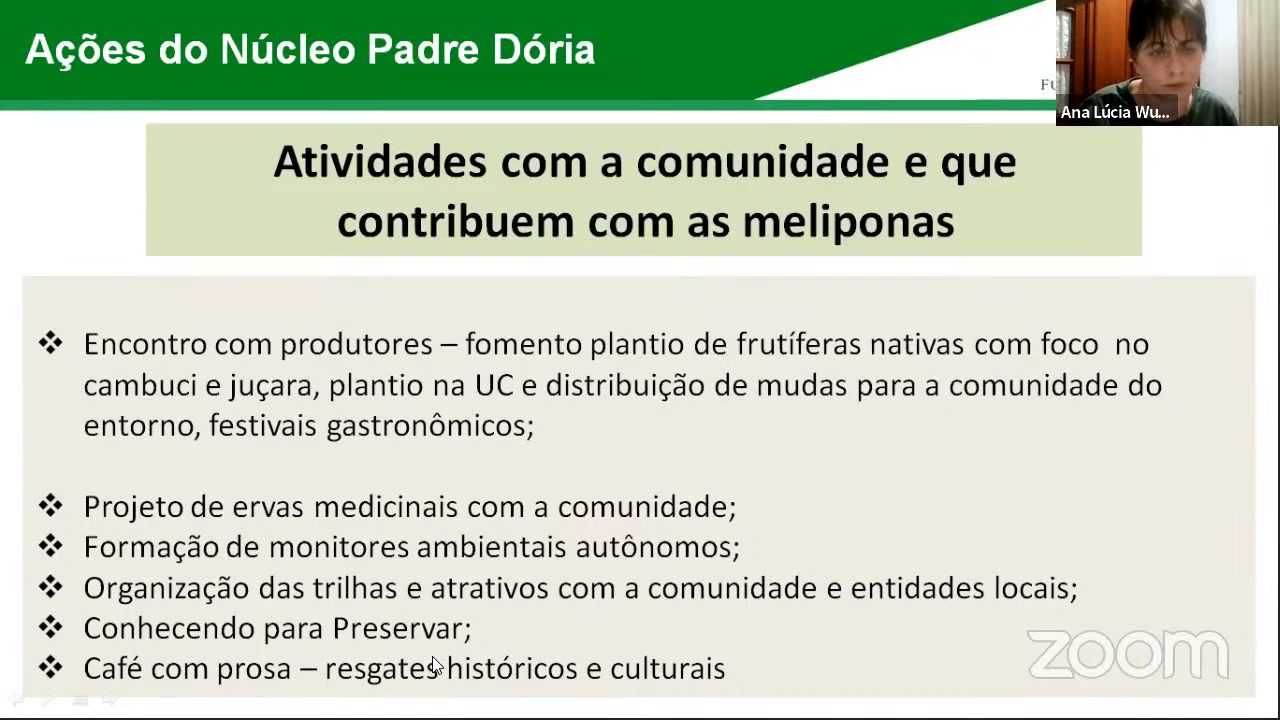 Ações do Núcleo Padre Dória
FU
Ana Lúcia Wu...
Atividades com a comunidade e que
contribuem com as meliponas
❖ Encontro com produtores – fomento plantio de frutíferas nativas com foco no
cambuci e juçara, plantio na UC e distribuição de mudas para a comunidade do
entorno, festivais gastronômicos;
❖ Projeto de ervas medicinais com a comunidade;
❖ Formação de monitores ambientais autônomos;
❖ Organização das trilhas e atrativos com a comunidade e entidades locais;
❖ Conhecendo para Preservar;
❖ Café com prosa – resgates históricos e culturais
zoom